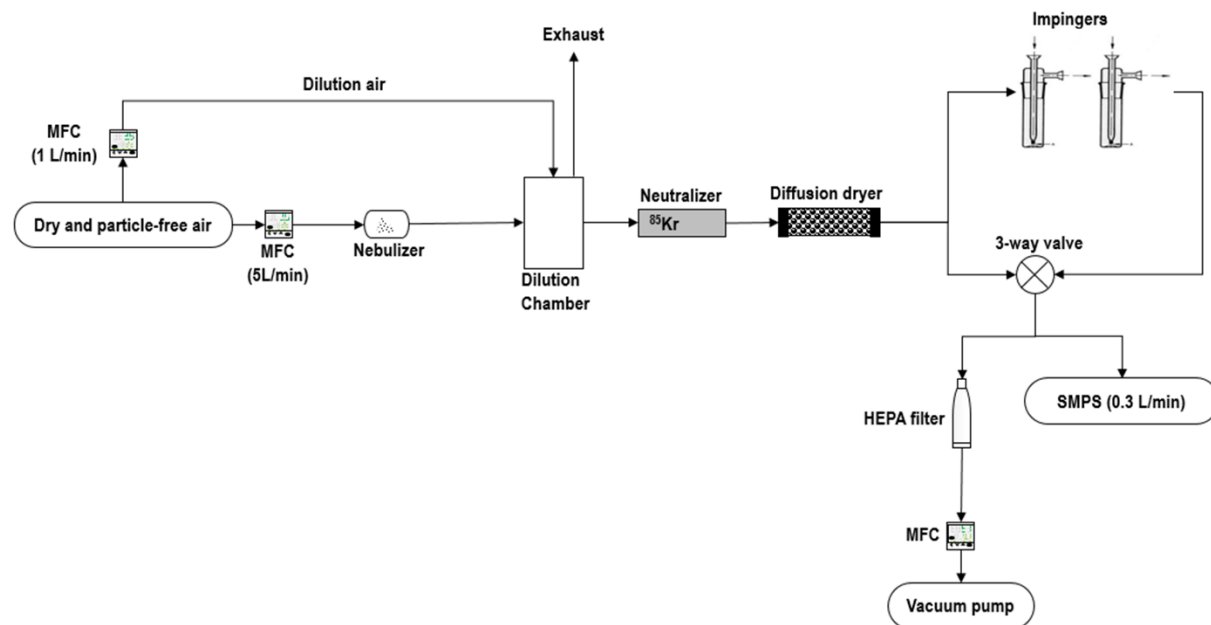 Exhaust
Impingers
Dilution air
MFC
(1 L/min)
Dry and particle-free air
MFC
(5L/min)
Nebulizer
Dilution
Chamber
Neutralizer
⁸⁵Kr
Diffusion dryer
3-way valve
HEPA filter
SMPS (0.3 L/min)
MFC
Vacuum pump